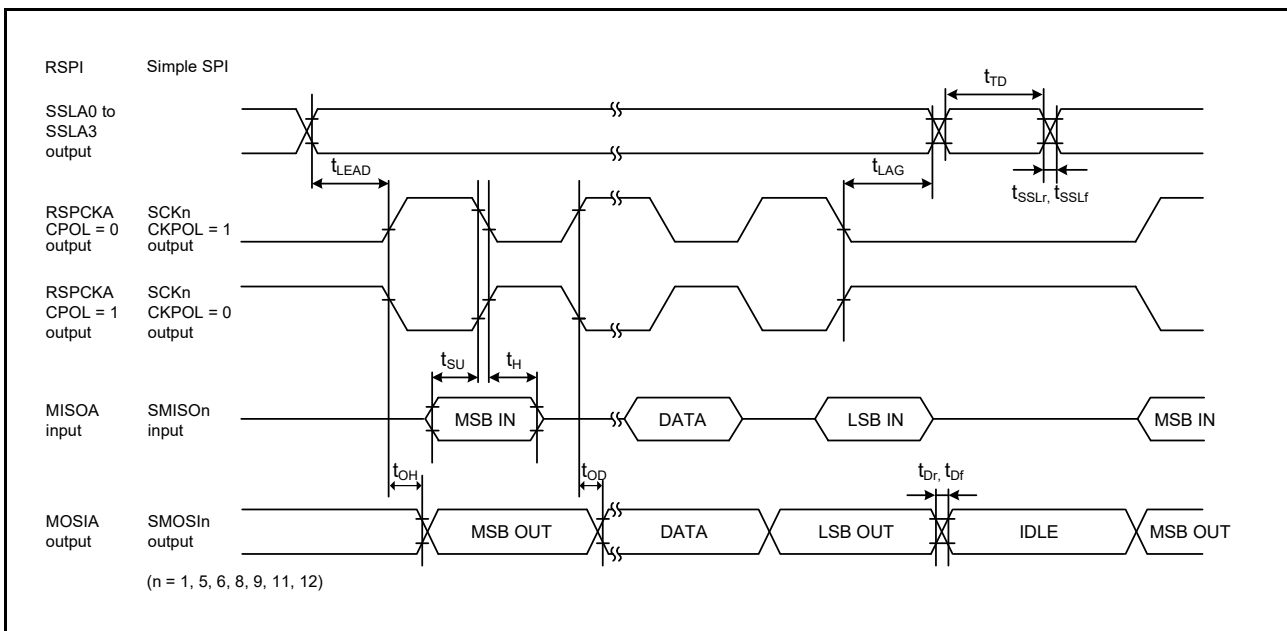 RSPI Simple SPI
tTD
SSLA0 to
SSLA3
output
tLEAD
tLAG
tSSLr, tSSLf
RSPCKA SCKn
CPOL = 0 CKPOL = 1
output output
RSPCKA SCKn
CPOL = 1 CKPOL = 0
output output
tSU tH
MISOA SMISOn
input input
MSB IN DATA LSB IN MSB IN
tOH tOD tDr, tDf
MOSIA SMOSIn
output output
MSB OUT DATA LSB OUT IDLE MSB OUT
(n = 1, 5, 6, 8, 9, 11, 12)